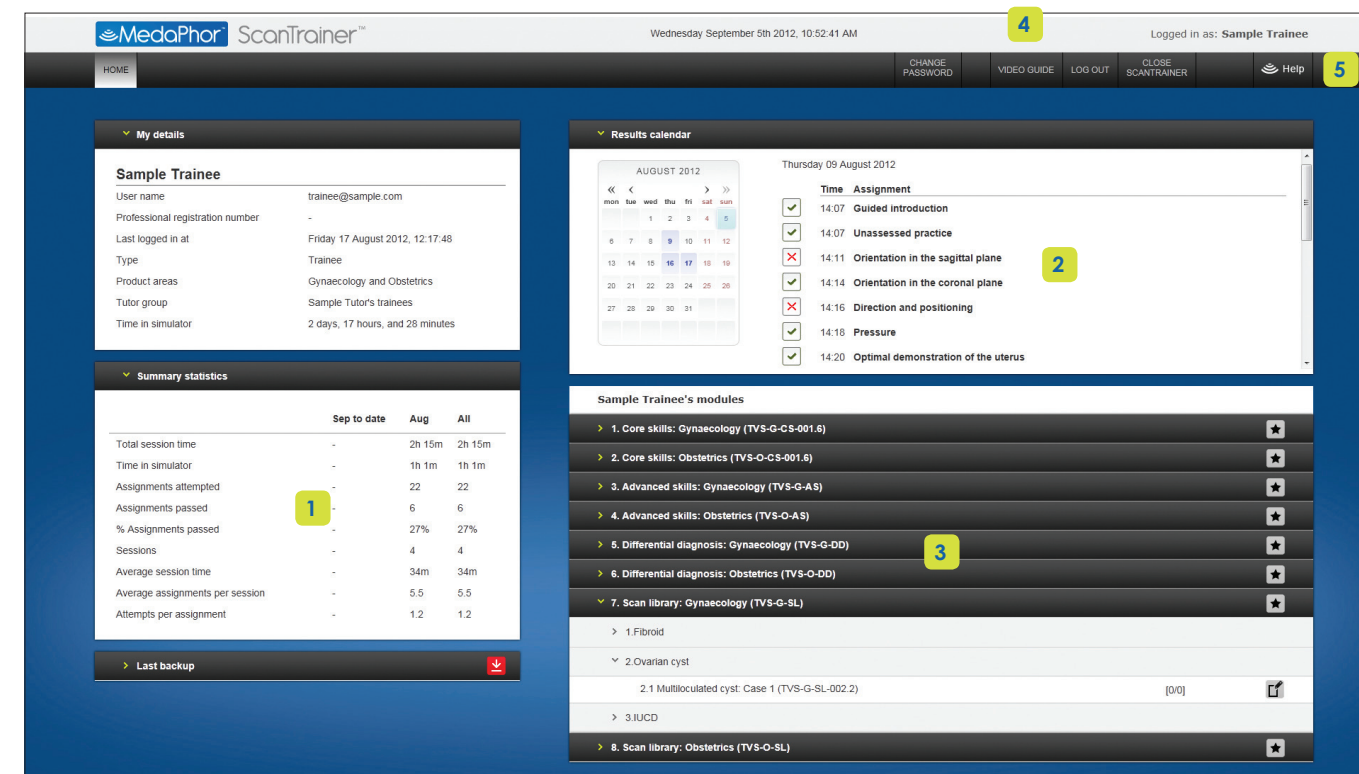 MedaPhor ScanTrainer™
Wednesday September 5th 2012, 10:52:41 AM
4
Logged in as: Sample Trainee
HOME
CHANGE PASSWORD
VIDEO GUIDE
LOG OUT
CLOSE SCANTRAINER
Help
5
My details
Sample Trainee
User name trainee@sample.com
Professional registration number -
Last logged in at Friday 17 August 2012, 12:17:48
Type Trainee
Product areas Gynaecology and Obstetrics
Tutor group Sample Tutor's trainees
Time in simulator 2 days, 17 hours, and 28 minutes
Summary statistics
Sep to date Aug All
Total session time - 2h 15m 2h 15m
Time in simulator - 1h 1m 1h 1m
Assignments attempted - 22 22
Assignments passed - 6 6
1
% Assignments passed - 27% 27%
Sessions - 4 4
Average session time - 34m 34m
Average assignments per session - 5.5 5.5
Attempts per assignment - 1.2 1.2
Last backup
Results calendar
AUGUST 2012
« ‹ › »
mon tue wed thu fri sat sun
1 2 3 4 5
6 7 8 9 10 11 12
13 14 15 16 17 18 19
20 21 22 23 24 25 26
27 28 29 30 31
Thursday 09 August 2012
Time Assignment
14:07 Guided introduction
14:07 Unassessed practice
14:11 Orientation in the sagittal plane
2
14:14 Orientation in the coronal plane
14:16 Direction and positioning
14:18 Pressure
14:20 Optimal demonstration of the uterus
Sample Trainee's modules
1. Core skills: Gynaecology (TVS-G-CS-001.6)
2. Core skills: Obstetrics (TVS-O-CS-001.6)
3. Advanced skills: Gynaecology (TVS-G-AS)
4. Advanced skills: Obstetrics (TVS-O-AS)
5. Differential diagnosis: Gynaecology (TVS-G-DD)
3
6. Differential diagnosis: Obstetrics (TVS-O-DD)
7. Scan library: Gynaecology (TVS-G-SL)
1.Fibroid
2.Ovarian cyst
2.1 Multiloculated cyst: Case 1 (TVS-G-SL-002.2) [0/0]
3.IUCD
8. Scan library: Obstetrics (TVS-O-SL)